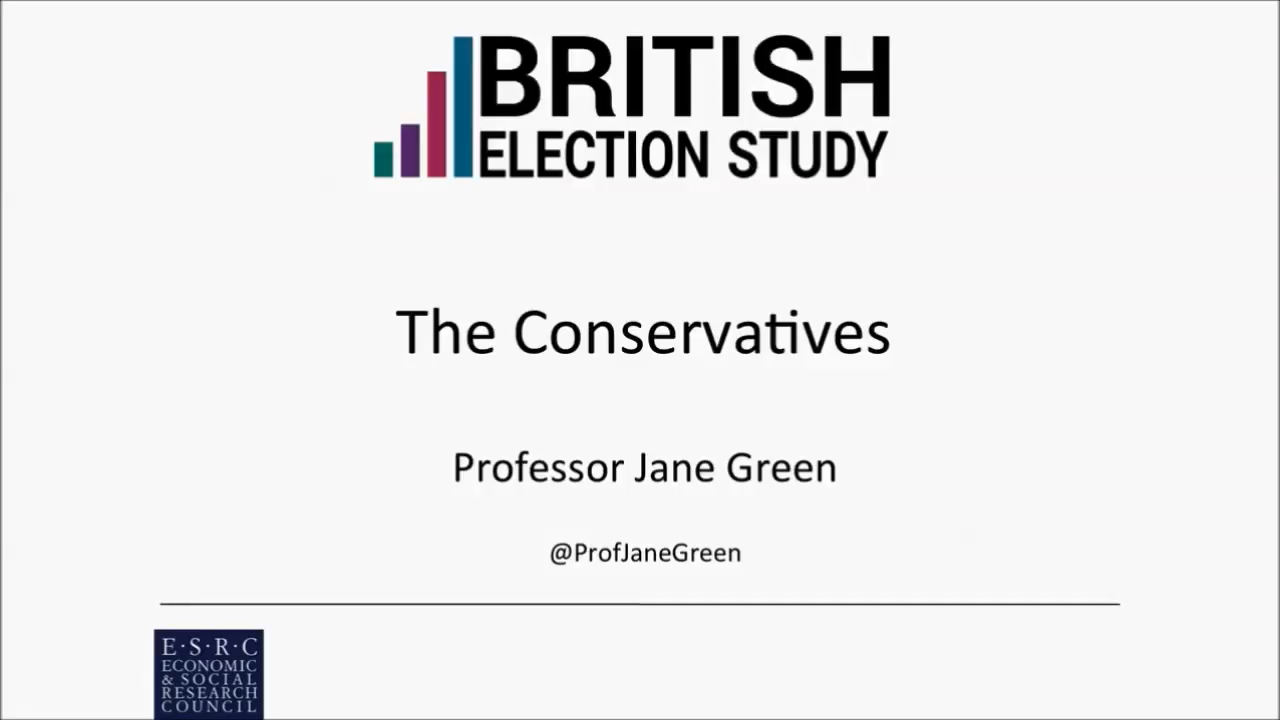 BRITISH
ELECTION STUDY
The Conservatives
Professor Jane Green
@ProfJaneGreen
E·S·R·C
ECONOMIC
& SOCIAL
RESEARCH
COUNCIL